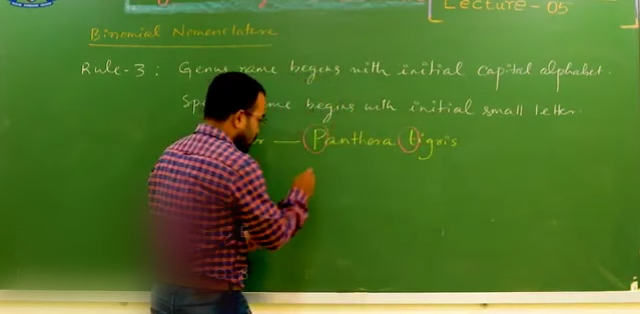 Lecture - 05
Binomial Nomenclature
Rule-3 : Genus name begins with initial capital alphabet.
name begins with initial small letter.
— Panthera tigris